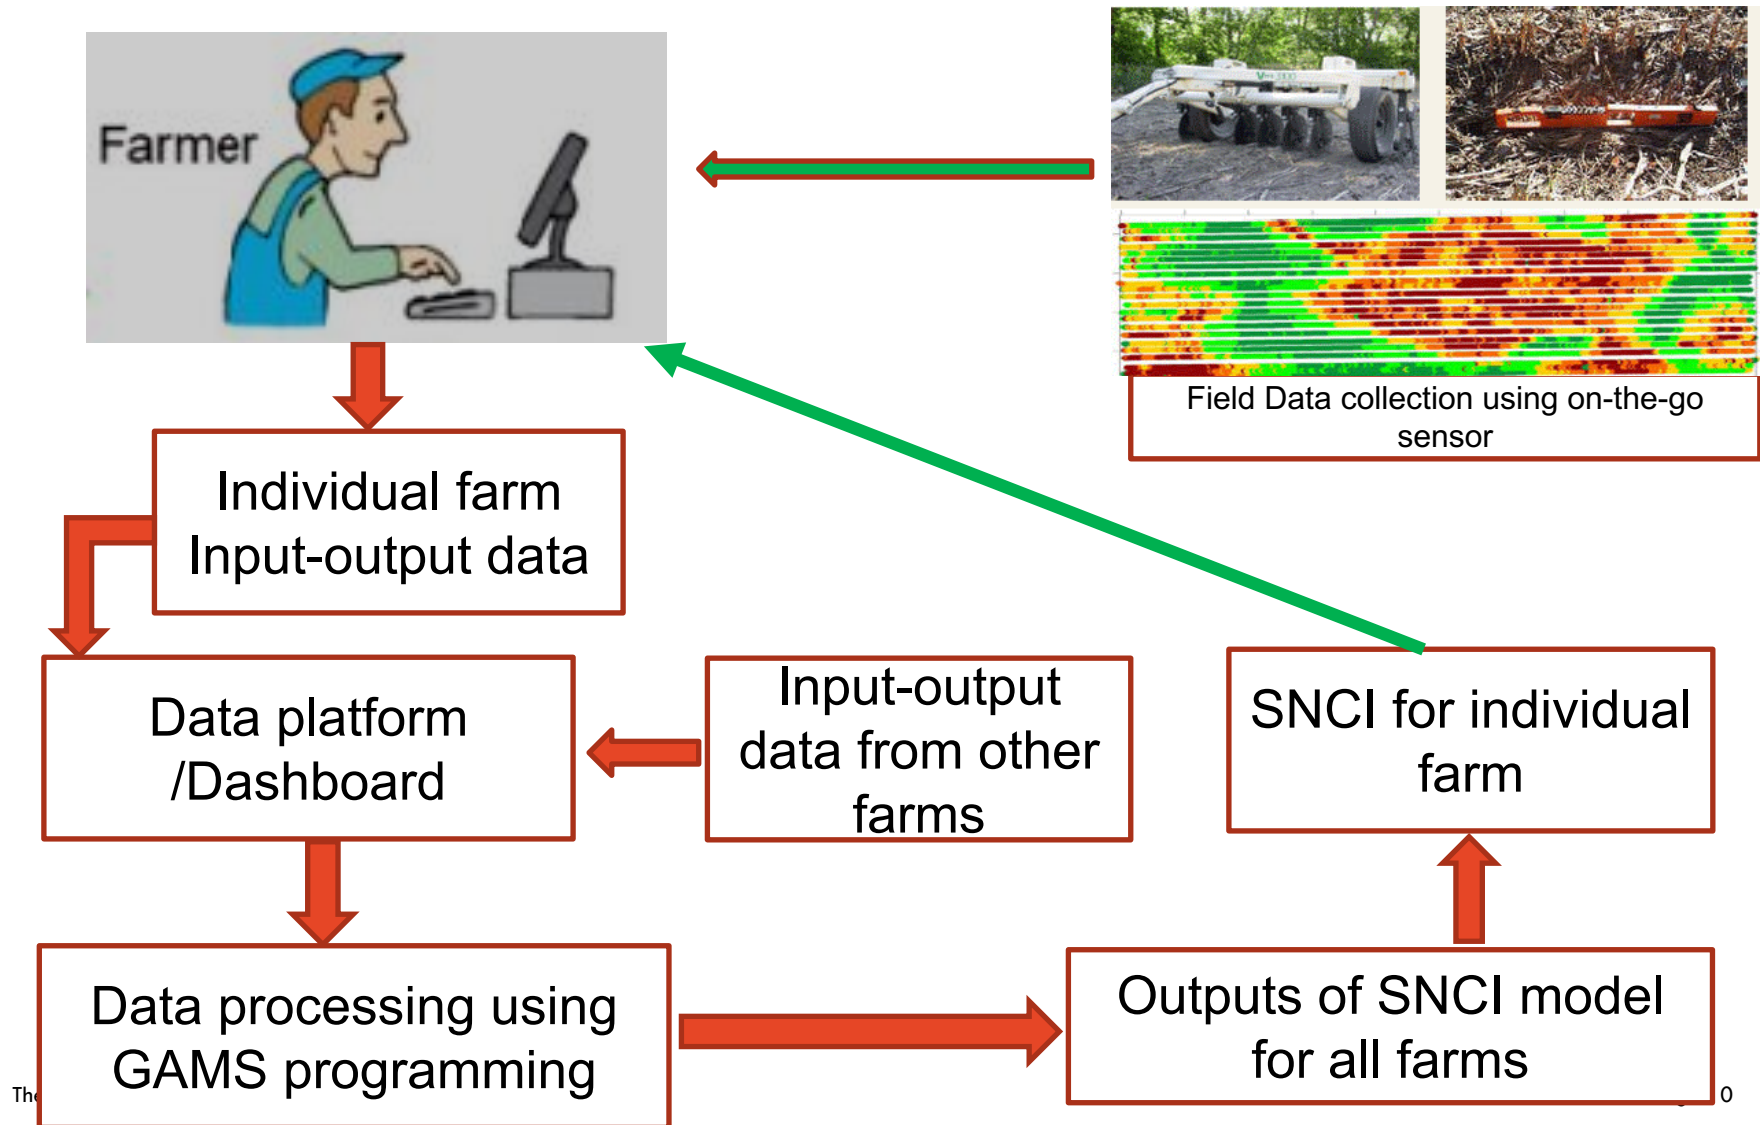 Farmer
Field Data collection using on-the-go
sensor
Individual farm
Input-output data
Data platform
/Dashboard
Input-output
data from other
farms
SNCI for individual
farm
Data processing using
GAMS programming
Outputs of SNCI model
for all farms
The
0